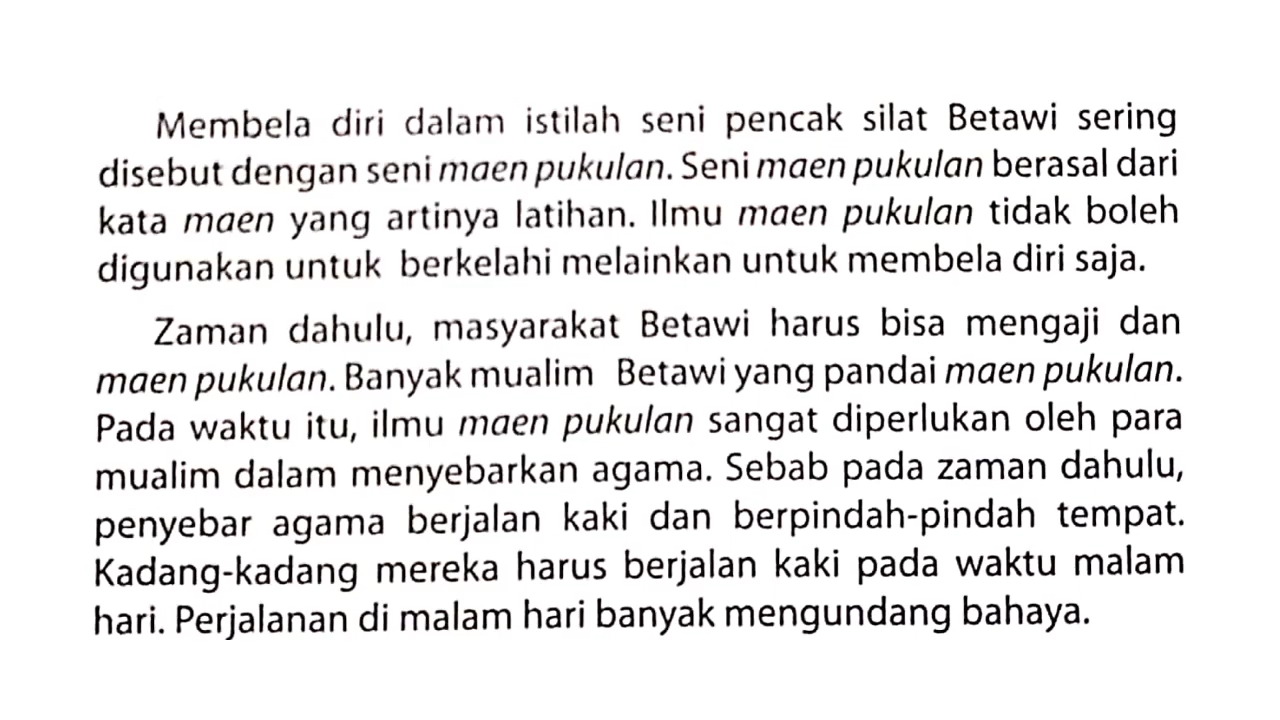 Membela diri dalam istilah seni pencak silat Betawi sering
disebut dengan seni maen pukulan. Seni maen pukulan berasal dari
kata maen yang artinya latihan. Ilmu maen pukulan tidak boleh
digunakan untuk berkelahi melainkan untuk membela diri saja.
Zaman dahulu, masyarakat Betawi harus bisa mengaji dan
maen pukulan. Banyak mualim Betawi yang pandai maen pukulan.
Pada waktu itu, ilmu maen pukulan sangat diperlukan oleh para
mualim dalam menyebarkan agama. Sebab pada zaman dahulu,
penyebar agama berjalan kaki dan berpindah-pindah tempat.
Kadang-kadang mereka harus berjalan kaki pada waktu malam
hari. Perjalanan di malam hari banyak mengundang bahaya.